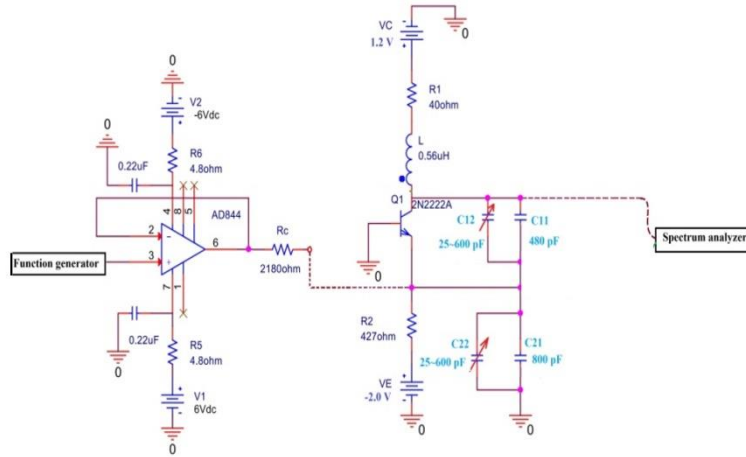 0
VC
1.2 V
0
V2
-6Vdc
R1
40ohm
0
R6
4.8ohm
0.22uF
L
0.56uH
4
8
5
AD844
Q1
2N2222A
C12
C11
25~600 pF
480 pF
2
-
Rc
6
2180ohm
Function generator
3
+
Spectrum analyzer
0
7
1
0.22uF
R5
4.8ohm
0
R2
427ohm
C22
C21
25~600 pF
800 pF
V1
6Vdc
VE
-2.0 V
0
0
0